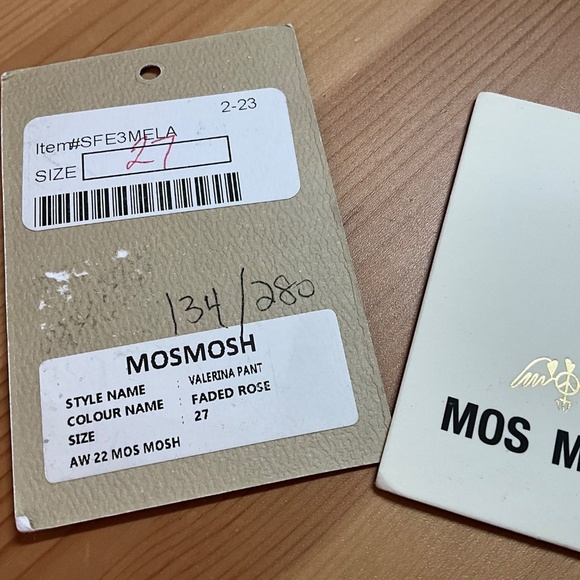 2-23
Item#SFE3MELA
SIZE 27
134/280
MOSMOSH
STYLE NAME : VALERINA PANT
COLOUR NAME : FADED ROSE
SIZE 27
AW 22 MOS MOSH
MOS M